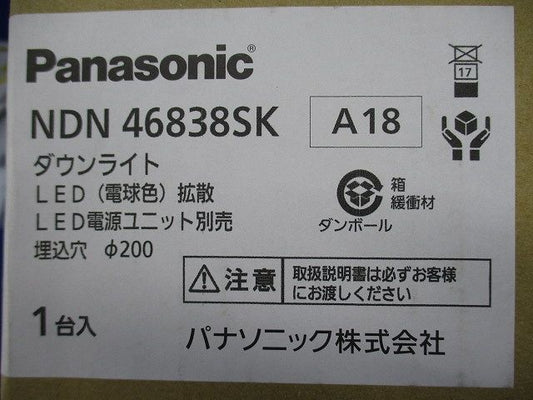 Panasonic®
NDN 46838SK
A18
17
ダウンライト
LED（電球色）拡散
LED電源ユニット別売
埋込穴 φ200
箱
緩衝材
ダンボール
注意
取扱説明書は必ずお客様
にお渡しください
1台入
パナソニック株式会社